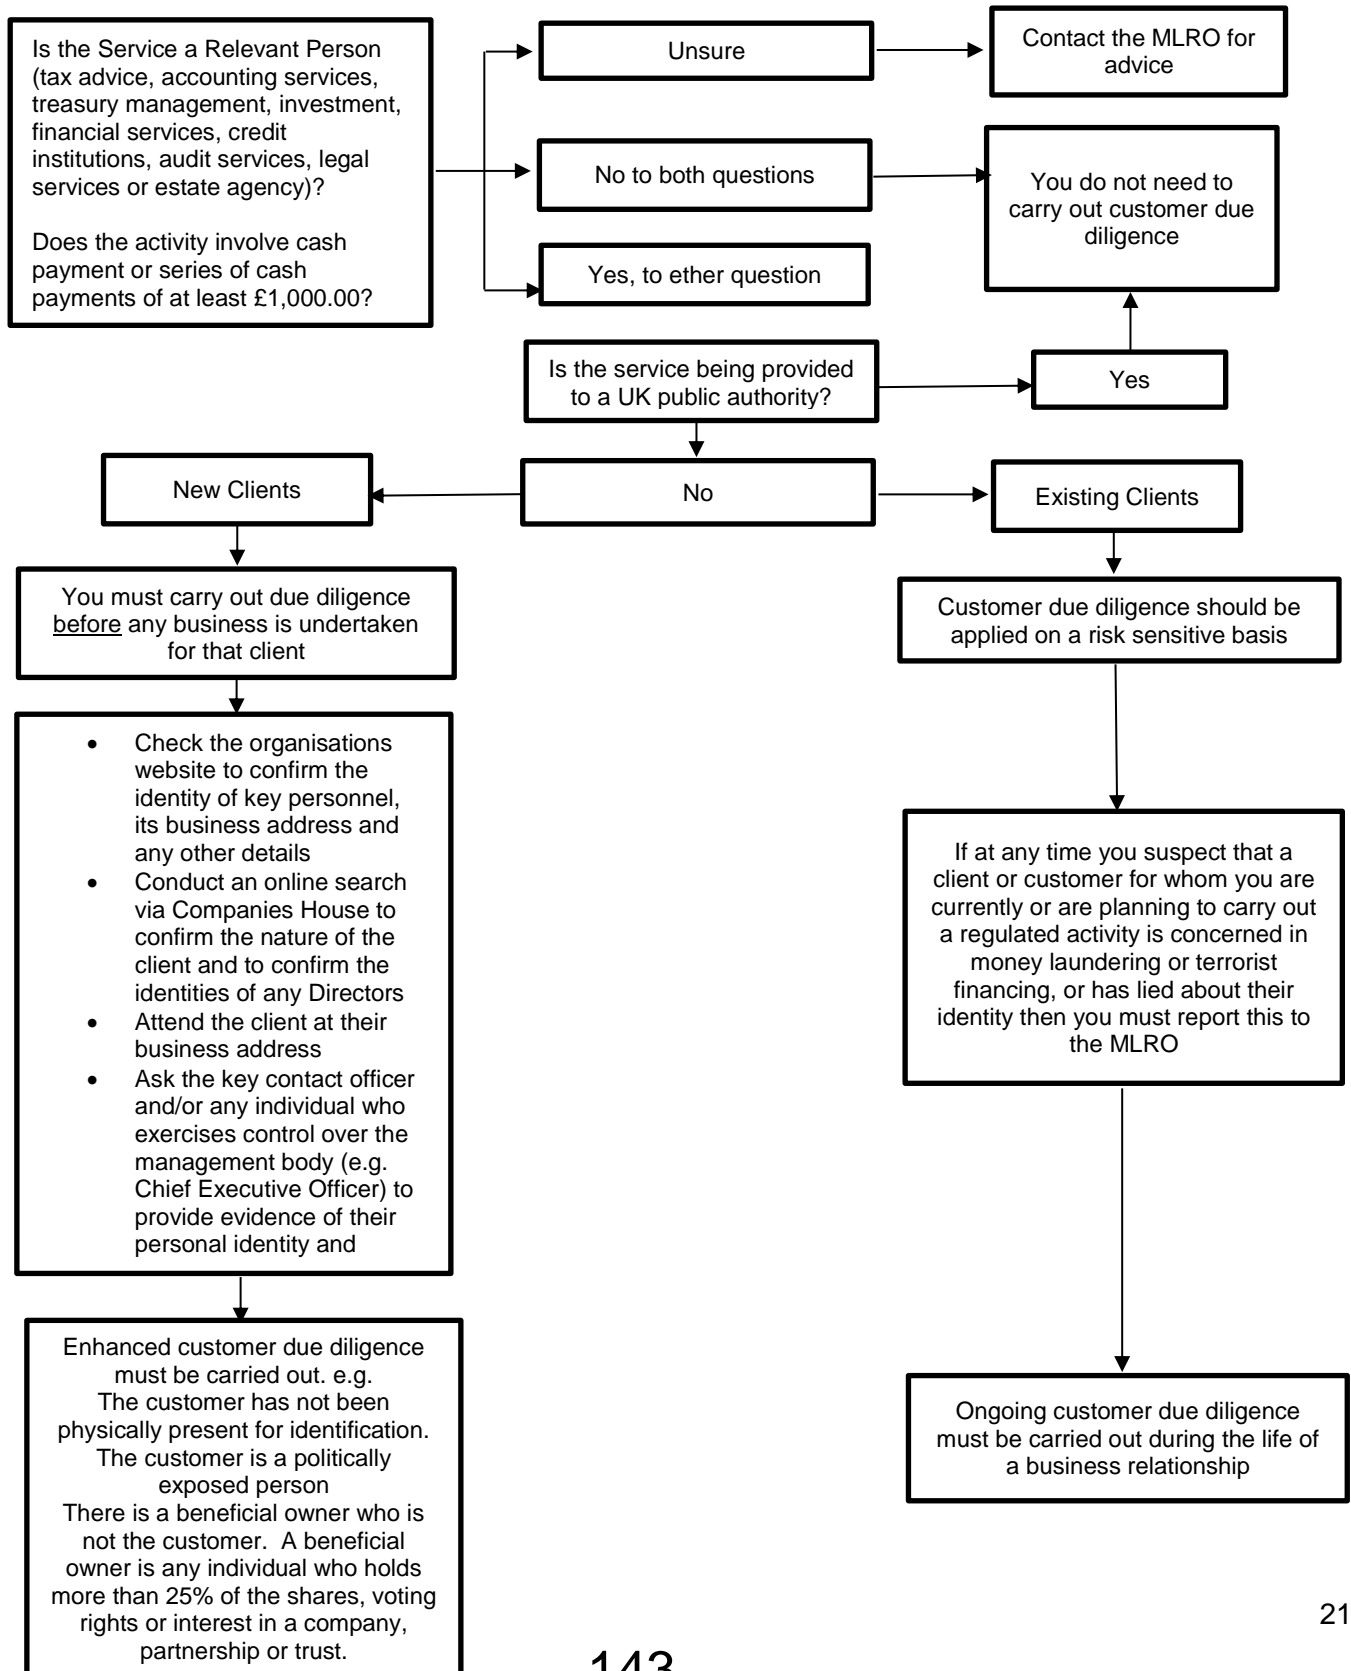 Is the Service a Relevant Person
(tax advice, accounting services,
treasury management, investment,
financial services, credit
institutions, audit services, legal
services or estate agency)?
Does the activity involve cash
payment or series of cash
payments of at least £1,000.00?
Unsure
Contact the MLRO for
advice
No to both questions
You do not need to
carry out customer due
diligence
Yes, to ether question
Is the service being provided
to a UK public authority?
Yes
New Clients
No
Existing Clients
You must carry out due diligence
before any business is undertaken
for that client
Customer due diligence should be
applied on a risk sensitive basis
• Check the organisations
website to confirm the
identity of key personnel,
its business address and
any other details
• Conduct an online search
via Companies House to
confirm the nature of the
client and to confirm the
identities of any Directors
• Attend the client at their
business address
• Ask the key contact officer
and/or any individual who
exercises control over the
management body (e.g.
Chief Executive Officer) to
provide evidence of their
personal identity and
If at any time you suspect that a
client or customer for whom you are
currently or are planning to carry out
a regulated activity is concerned in
money laundering or terrorist
financing, or has lied about their
identity then you must report this to
the MLRO
Enhanced customer due diligence
must be carried out. e.g.
The customer has not been
physically present for identification.
The customer is a politically
exposed person
There is a beneficial owner who is
not the customer. A beneficial
owner is any individual who holds
more than 25% of the shares, voting
rights or interest in a company,
partnership or trust.
Ongoing customer due diligence
must be carried out during the life of
a business relationship
21
143